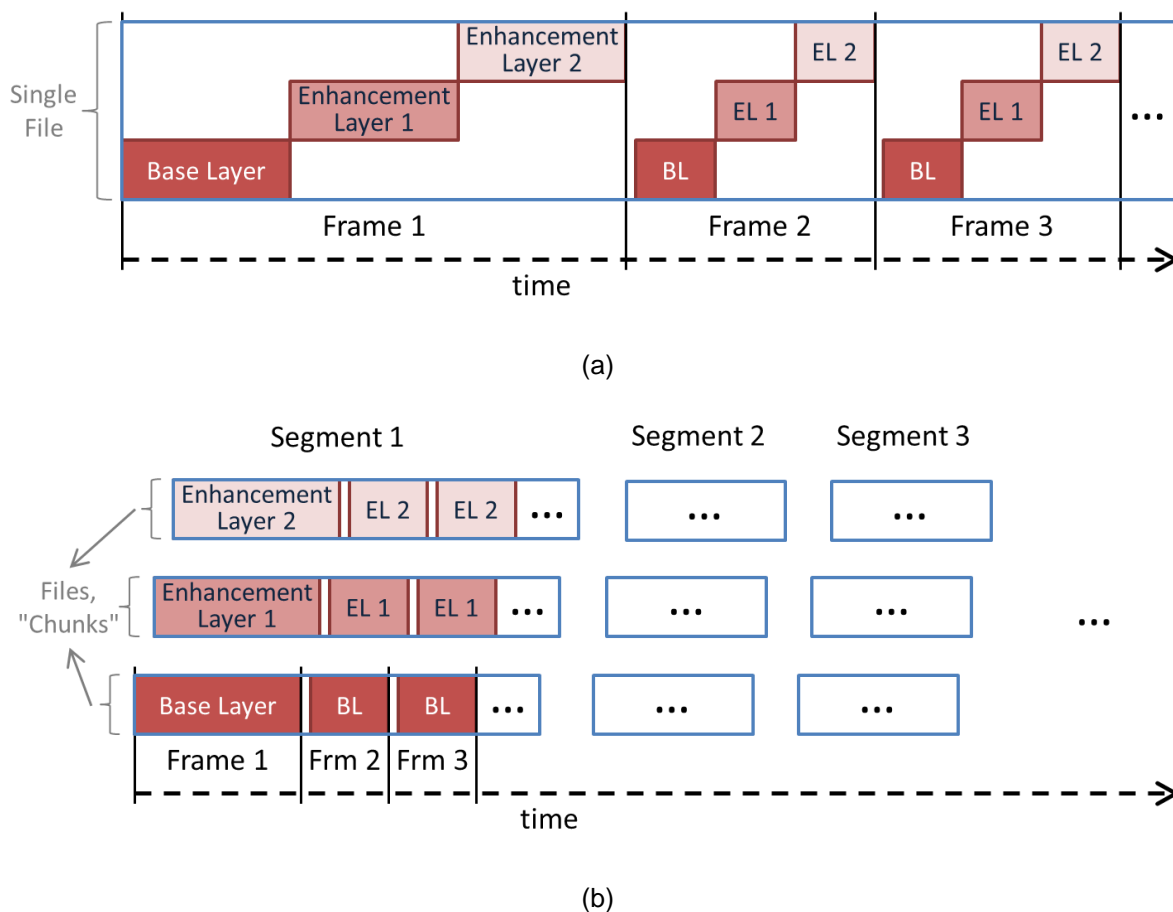 Enhancement
Layer 2
EL 2
EL 2
Single
File
Enhancement
Layer 1
EL 1
EL 1
...
Base Layer
BL
BL
Frame 1
Frame 2
Frame 3
time
(a)
Segment 1
Segment 2
Segment 3
Enhancement
Layer 2
EL 2
EL 2
...
...
...
Files,
"Chunks"
Enhancement
Layer 1
EL 1
EL 1
...
...
...
...
Base Layer
BL
BL
...
...
...
Frame 1
Frm 2
Frm 3
time
(b)